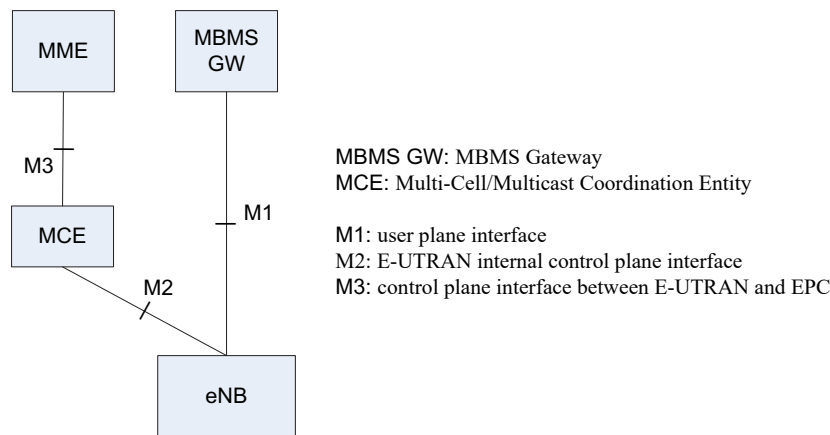 MME
MBMS
GW
M3
MCE
M1
M2
eNB
MBMS GW: MBMS Gateway
MCE: Multi-Cell/Multicast Coordination Entity
M1: user plane interface
M2: E-UTRAN internal control plane interface
M3: control plane interface between E-UTRAN and EPC